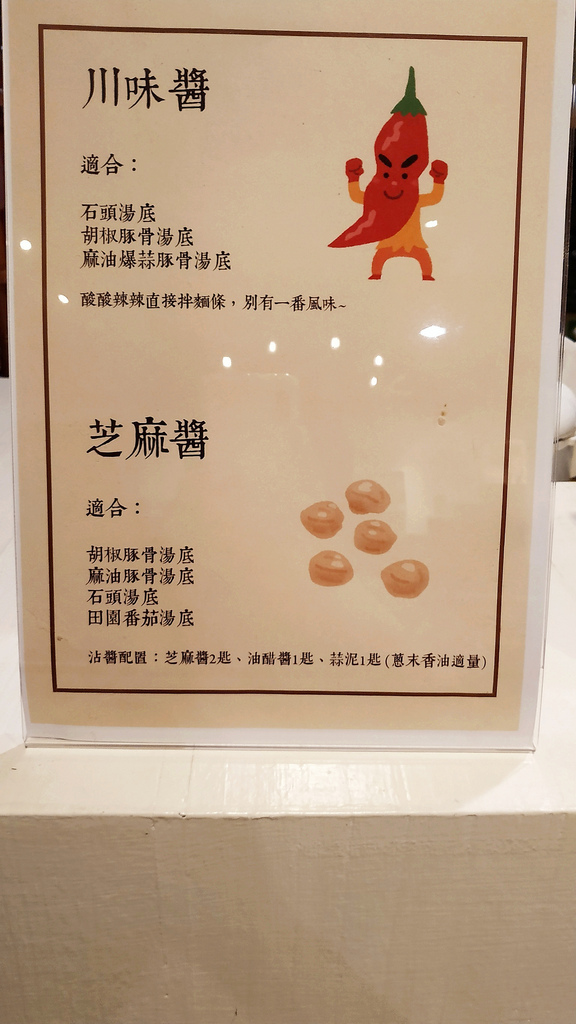 川味醬
適合：
石頭湯底
胡椒豚骨湯底
麻油爆蒜豚骨湯底
酸酸辣辣直接拌麵條，別有一番風味~
芝麻醬
適合：
胡椒豚骨湯底
麻油豚骨湯底
石頭湯底
田園番茄湯底
沾醬配置：芝麻醬2匙、油醋醬1匙、蒜泥1匙(蔥末香油適量)